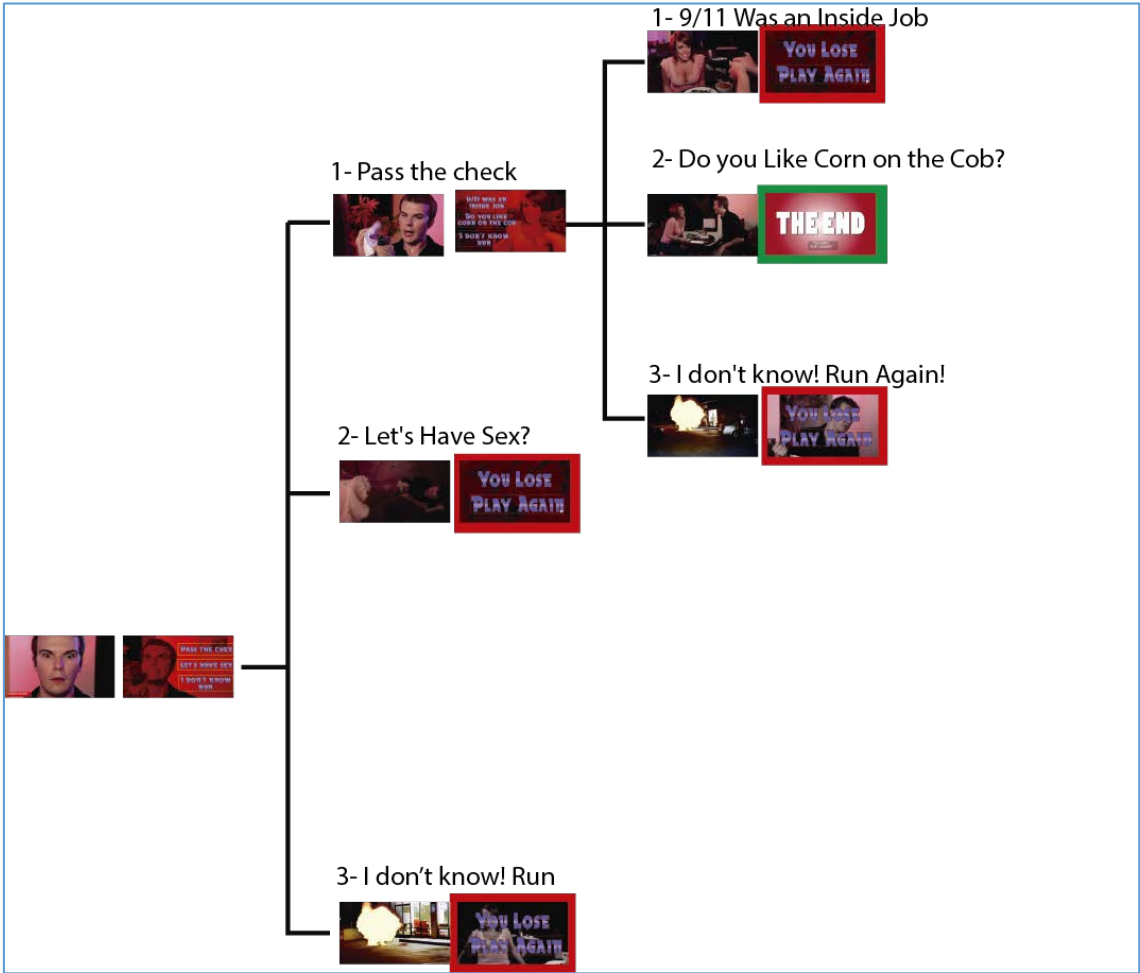 1- 9/11 Was an Inside Job
YOU LOSE
PLAY AGAIN
1- Pass the check
9/11 WAS AN
INSIDE JOB
DO YOU LIKE
CORN ON THE COB
I DON'T KNOW
RUN
2- Do you Like Corn on the Cob?
THE END
3- I don't know! Run Again!
YOU LOSE
PLAY AGAIN
2- Let's Have Sex?
YOU LOSE
PLAY AGAIN
PASS THE CHEK
LET'S HAVE SEX
I DON'T KNOW
RUN
3- I don’t know! Run
YOU LOSE
PLAY AGAIN